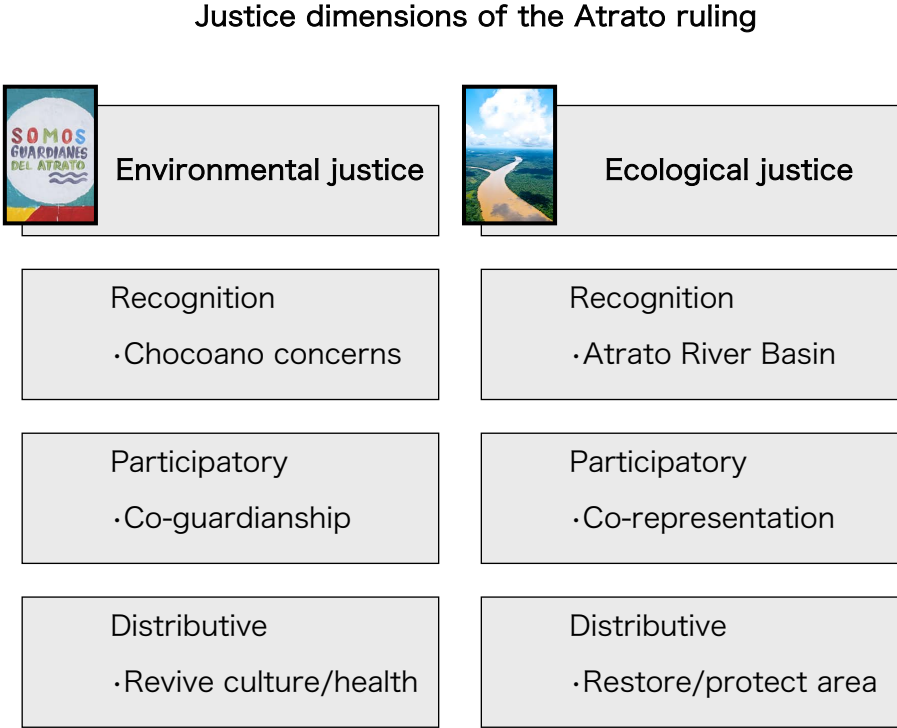 Justice dimensions of the Atrato ruling
SOMOS
GUARDIANES
DEL ATRATO
Environmental justice
Ecological justice
Recognition
·Chocoano concerns
Recognition
·Atrato River Basin
Participatory
·Co-guardianship
Participatory
·Co-representation
Distributive
·Revive culture/health
Distributive
·Restore/protect area